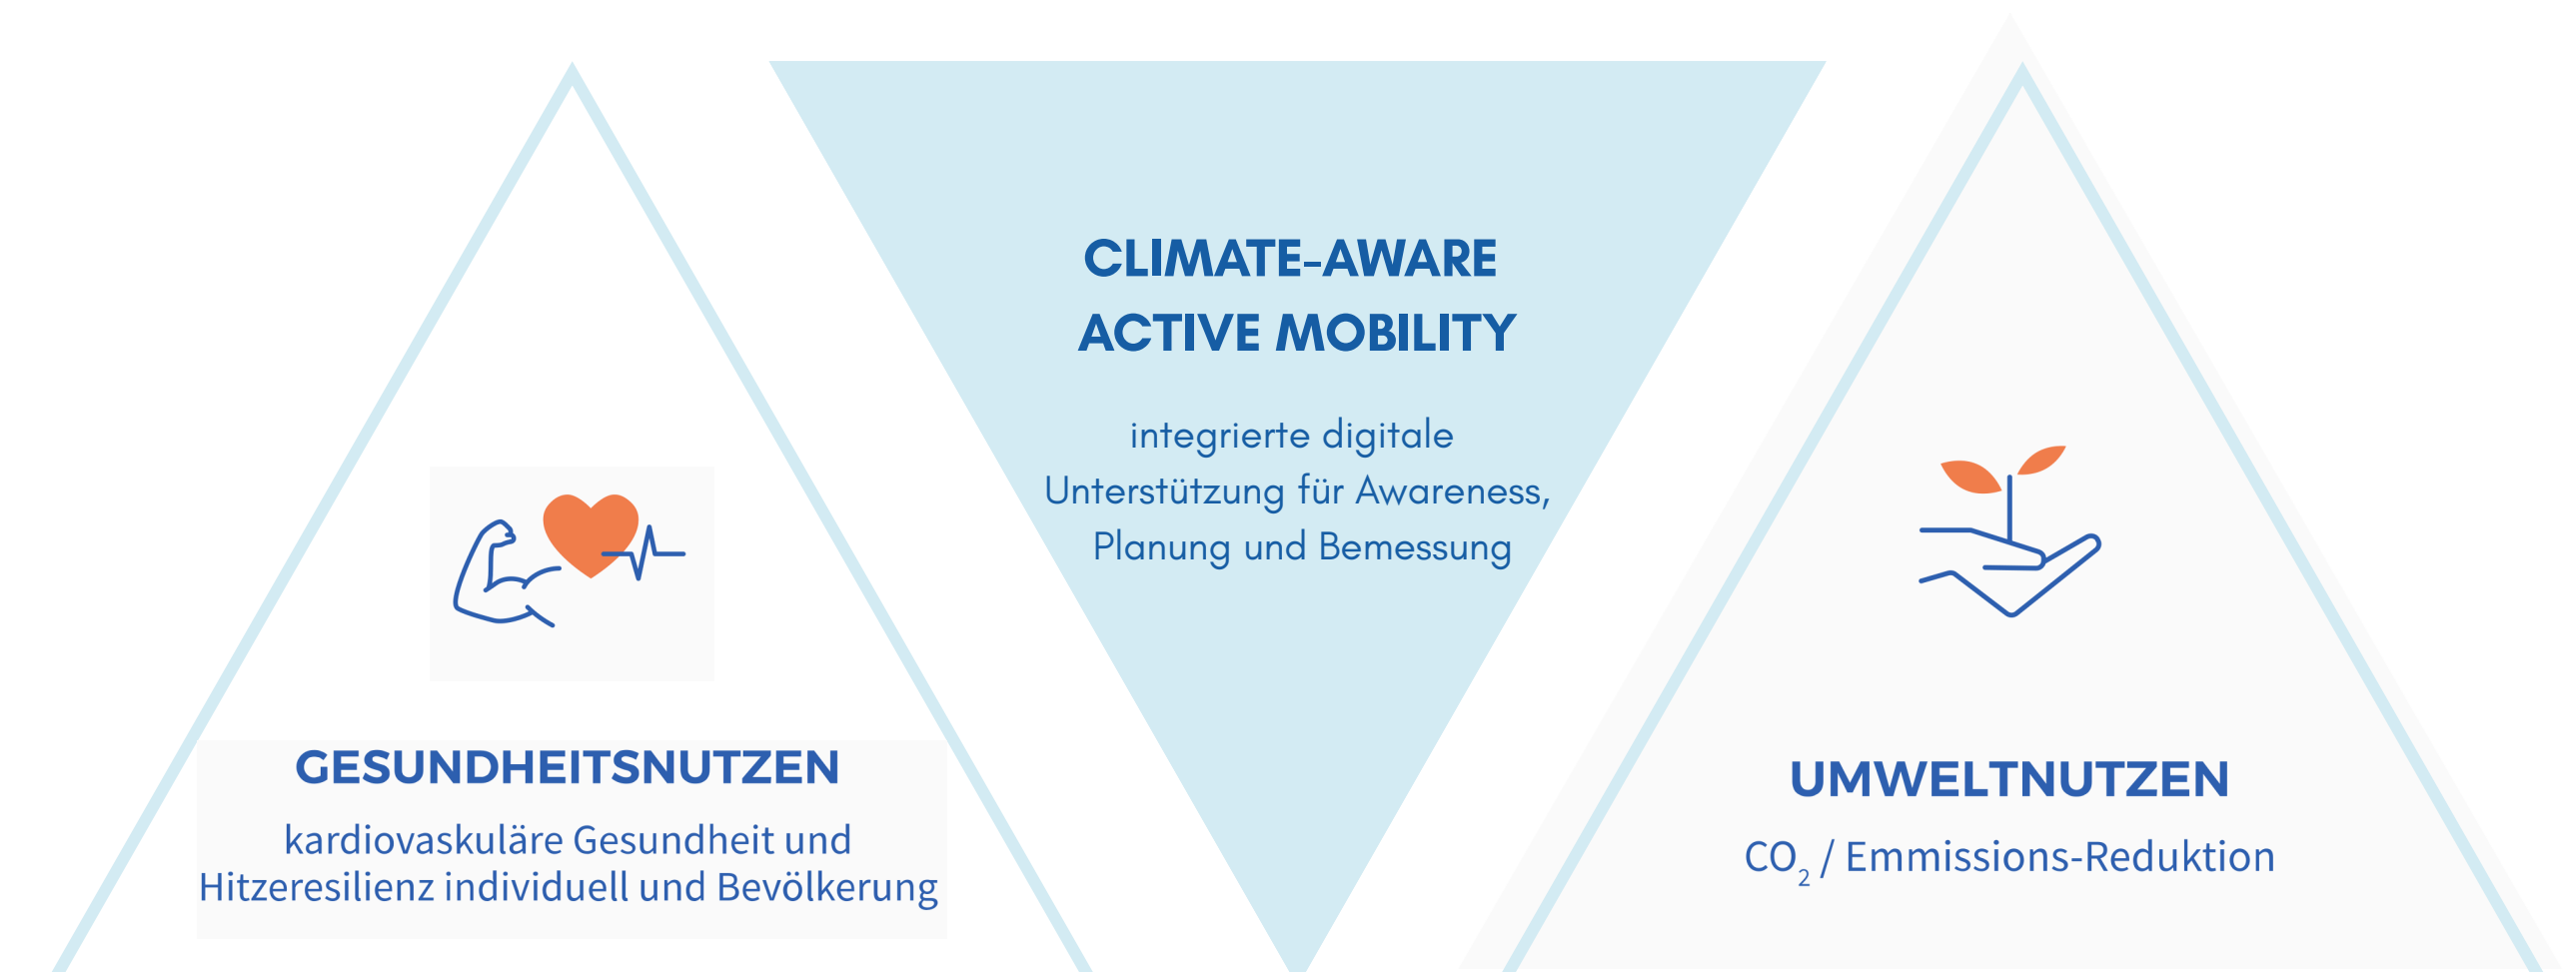 CLIMATE-AWARE
ACTIVE MOBILITY
integrierte digitale
Unterstützung für Awareness,
Planung und Bemessung
GESUNDHEITSNUTZEN
kardiovaskuläre Gesundheit und
Hitzeresilienz individuell und Bevölkerung
UMWELTNUTZEN
CO₂ / Emmissions-Reduktion